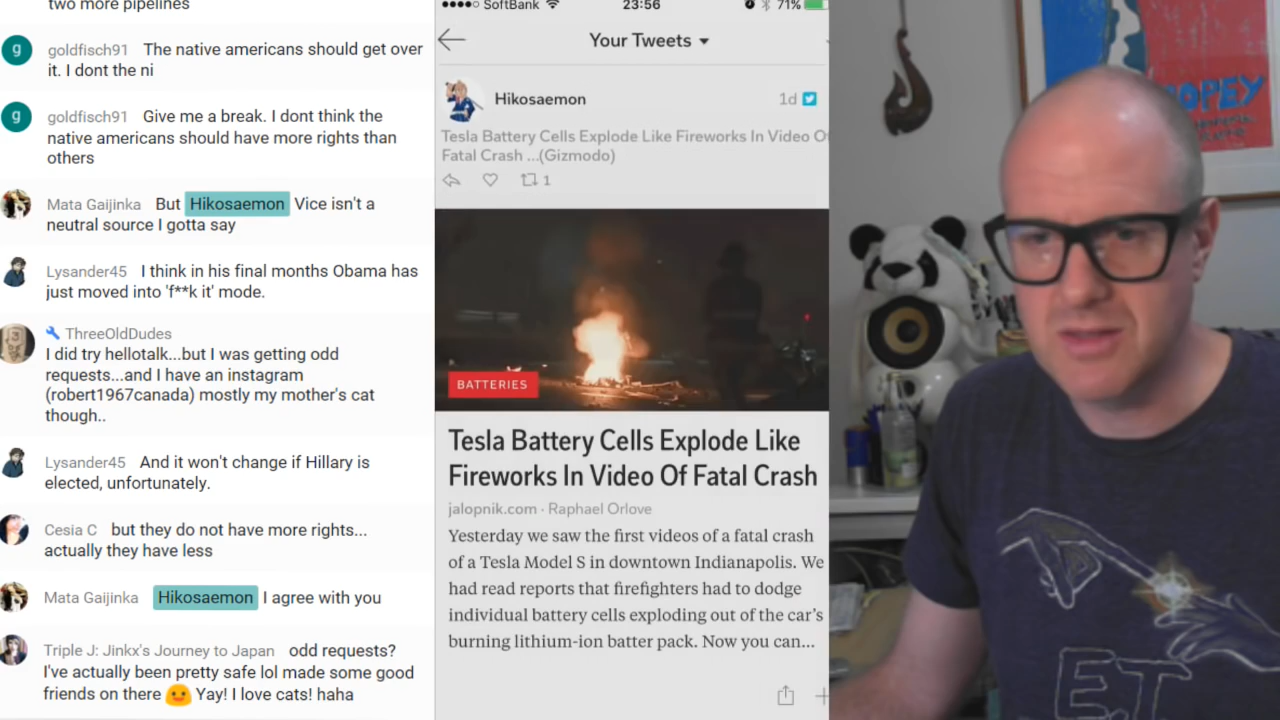 two more pipelines
g
goldfisch91 The native americans should get over
it. I dont the ni
g
goldfisch91 Give me a break. I dont think the
native americans should have more rights than
others
Mata Gaijinka But Hikosaemon Vice isn't a
neutral source I gotta say
Lysander45 I think in his final months Obama has
just moved into 'f**k it' mode.
ThreeOldDudes
I did try hellotalk...but I was getting odd
requests...and I have an instagram
(robert1967canada) mostly my mother's cat
though..
Lysander45 And it won't change if Hillary is
elected, unfortunately.
Cesia C but they do not have more rights...
actually they have less
Mata Gaijinka Hikosaemon I agree with you
Triple J: Jinkx's Journey to Japan odd requests?
I've actually been pretty safe lol made some good
friends on there Yay! I love cats! haha
SoftBank 23:56 71%
Your Tweets
Hikosaemon 1d
Tesla Battery Cells Explode Like Fireworks In Video O
Fatal Crash ...(Gizmodo)
1
BATTERIES
Tesla Battery Cells Explode Like
Fireworks In Video Of Fatal Crash
jalopnik.com · Raphael Orlove
Yesterday we saw the first videos of a fatal crash
of a Tesla Model S in downtown Indianapolis. We
had read reports that firefighters had to dodge
individual battery cells exploding out of the car's
burning lithium-ion batter pack. Now you can...
OPEY
E.T